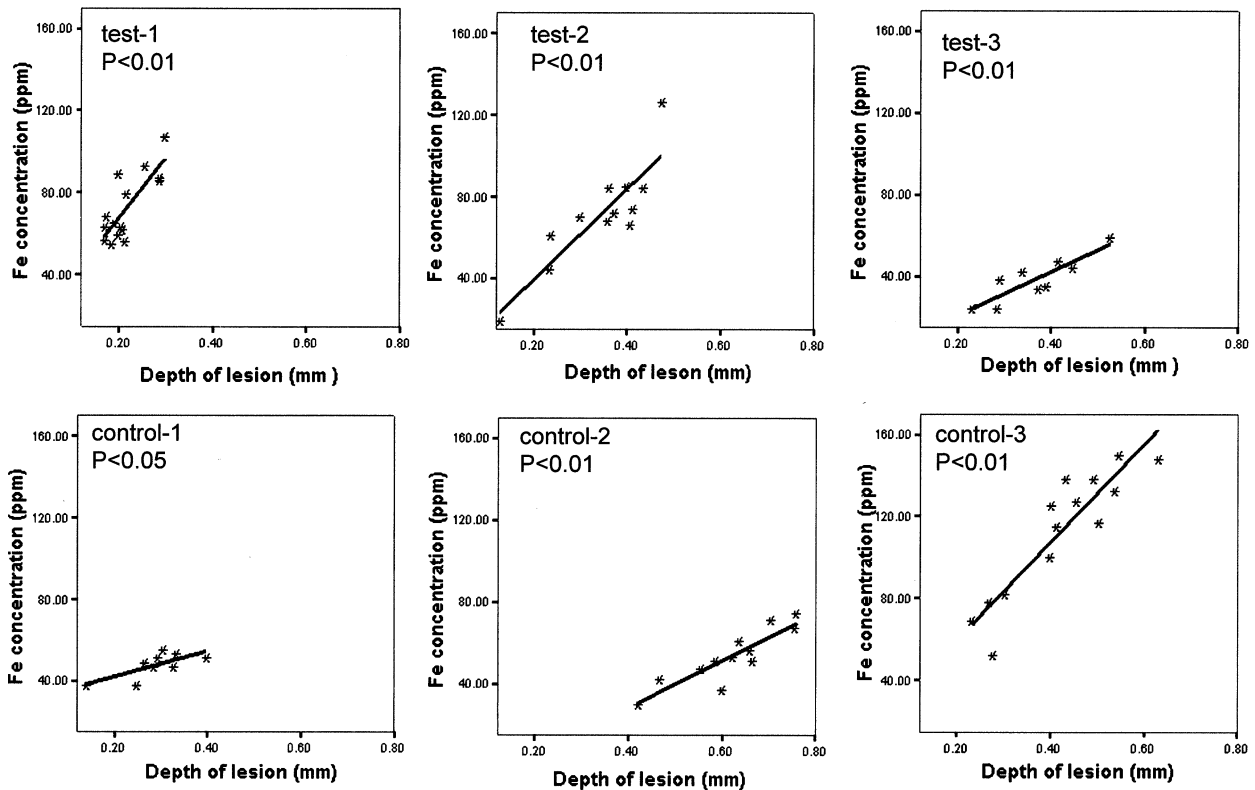 test-1
P<0.01
160.00
120.00
80.00
40.00
Fe concentration (ppm)
0.20 0.40 0.60 0.80
Depth of lesion (mm )
test-2
P<0.01
160.00
120.00
80.00
40.00
Fe concentration (ppm)
0.20 0.40 0.60 0.80
Depth of leson (mm)
test-3
P<0.01
160.00
120.00
80.00
40.00
Fe concentration (ppm)
0.20 0.40 0.60 0.80
Depth of lesion (mm )
control-1
P<0.05
160.00
120.00
80.00
40.00
Fe concentration (ppm)
0.20 0.40 0.60 0.80
Depth of lesion (mm)
control-2
P<0.01
160.00
120.00
80.00
40.00
Fe concentration (ppm)
0.20 0.40 0.60 0.80
Depth of lesion (mm)
control-3
P<0.01
160.00
120.00
80.00
40.00
Fe concentration (ppm)
0.20 0.40 0.60 0.80
Depth of lesion (mm)